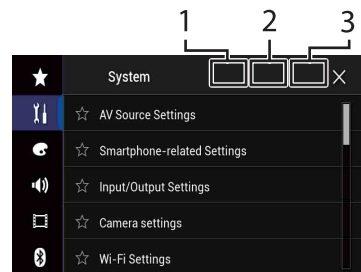 1 2 3
System
AV Source Settings
Smartphone-related Settings
Input/Output Settings
Camera settings
Wi-Fi Settings